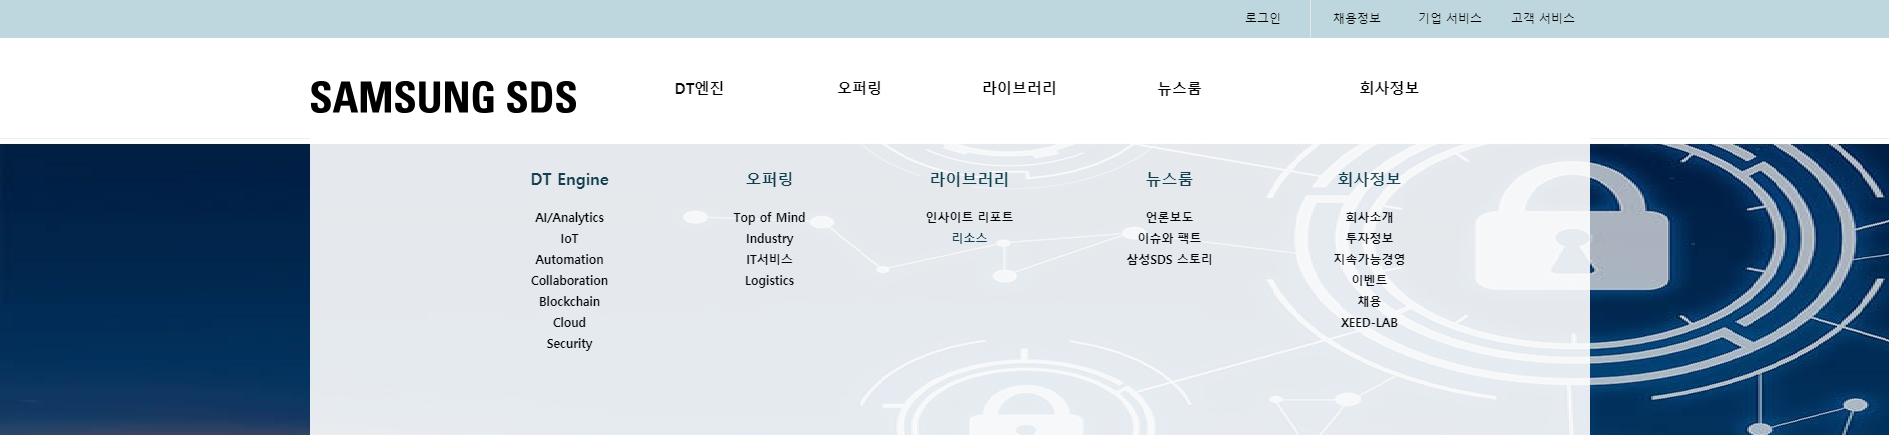 로그인 채용정보 기업 서비스 고객 서비스
SAMSUNG SDS
DT엔진 오퍼링 라이브러리 뉴스룸 회사정보
DT Engine
AI/Analytics
IoT
Automation
Collaboration
Blockchain
Cloud
Security
오퍼링
Top of Mind
Industry
IT서비스
Logistics
라이브러리
인사이트 리포트
리소스
뉴스룸
언론보도
이슈와 팩트
삼성SDS 스토리
회사정보
회사소개
투자정보
지속가능경영
이벤트
채용
XEED-LAB